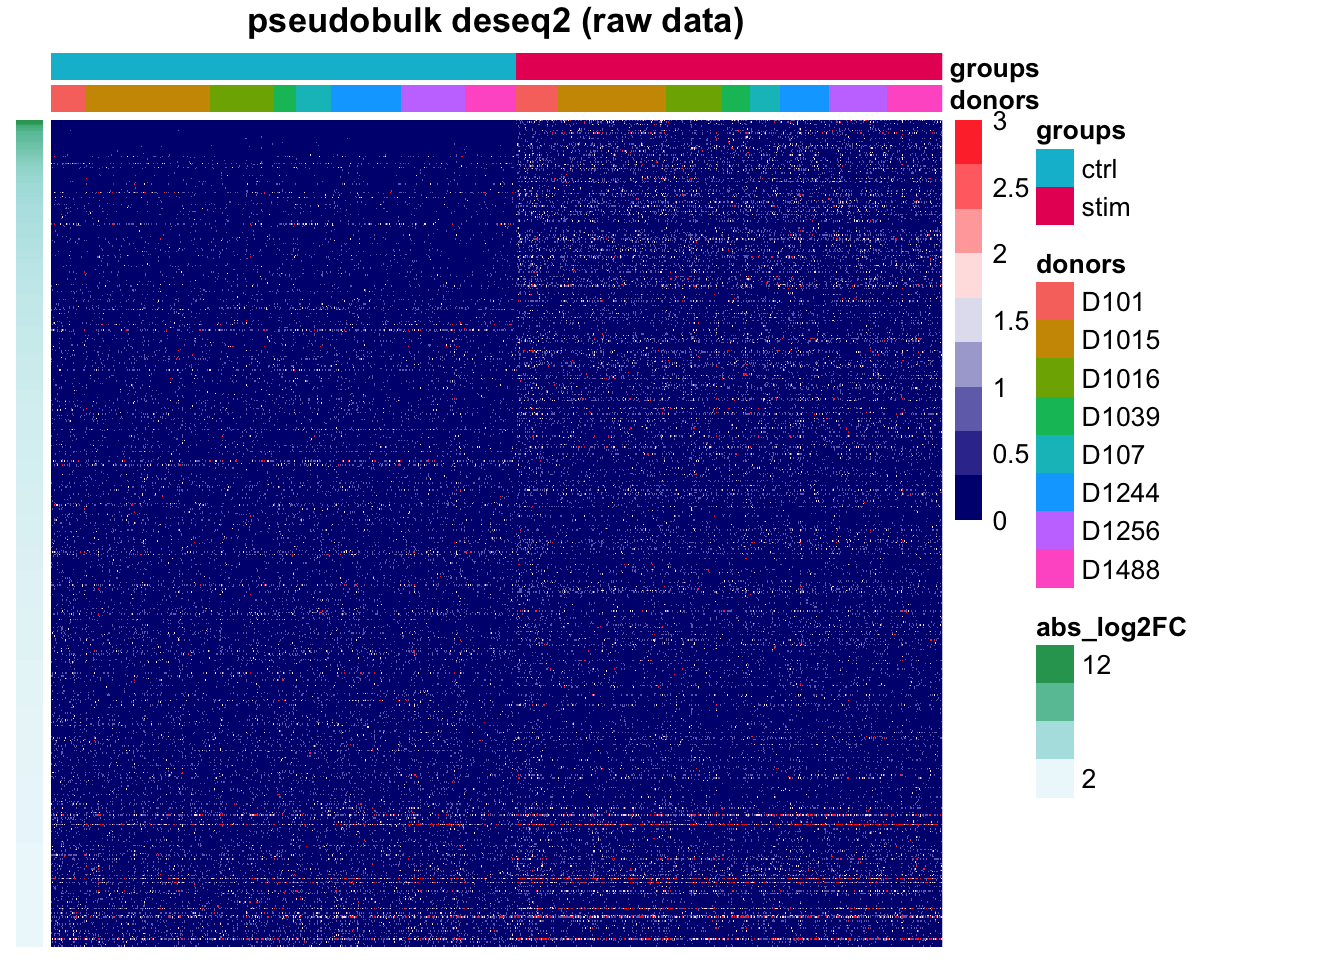 pseudobulk deseq2 (raw data)
groups
donors
3
2.5
2
1.5
1
0.5
0
groups
ctrl
stim
donors
D101
D1015
D1016
D1039
D107
D1244
D1256
D1488
abs_log2FC
12
2